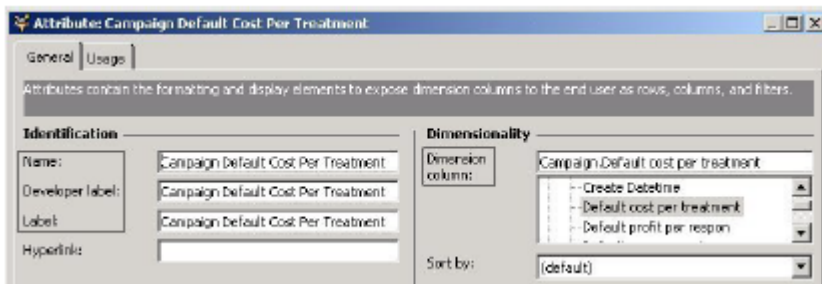 Attribute: Campaign Default Cost Per Treatment
General Usage
Attributes contain the formatting and display elements to expose dimension columns to the end user as rows, columns, and filters.
Identification
Name: Campaign Default Cost Per Treatment
Developer label: Campaign Default Cost Per Treatment
Label: Campaign Default Cost Per Treatment
Hyperlink:
Dimensionality
Dimension column: Campaign.Default cost per treatment
Create Datetime
Default cost per treatment
Default profit per respon
Sort by: (default)